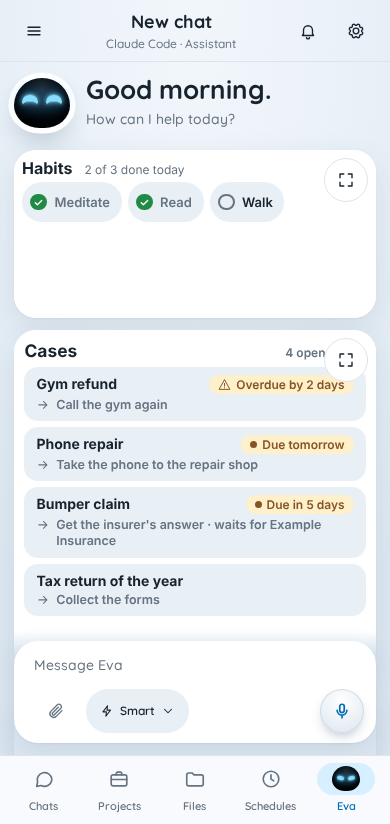 New chat
Claude Code · Assistant
Good morning.
How can I help today?
Habits 2 of 3 done today
Meditate Read Walk
Cases 4 open
Gym refund Overdue by 2 days
→ Call the gym again
Phone repair Due tomorrow
→ Take the phone to the repair shop
Bumper claim Due in 5 days
→ Get the insurer's answer · waits for Example
Insurance
Tax return of the year
→ Collect the forms
Message Eva
Smart
Chats Projects Files Schedules Eva